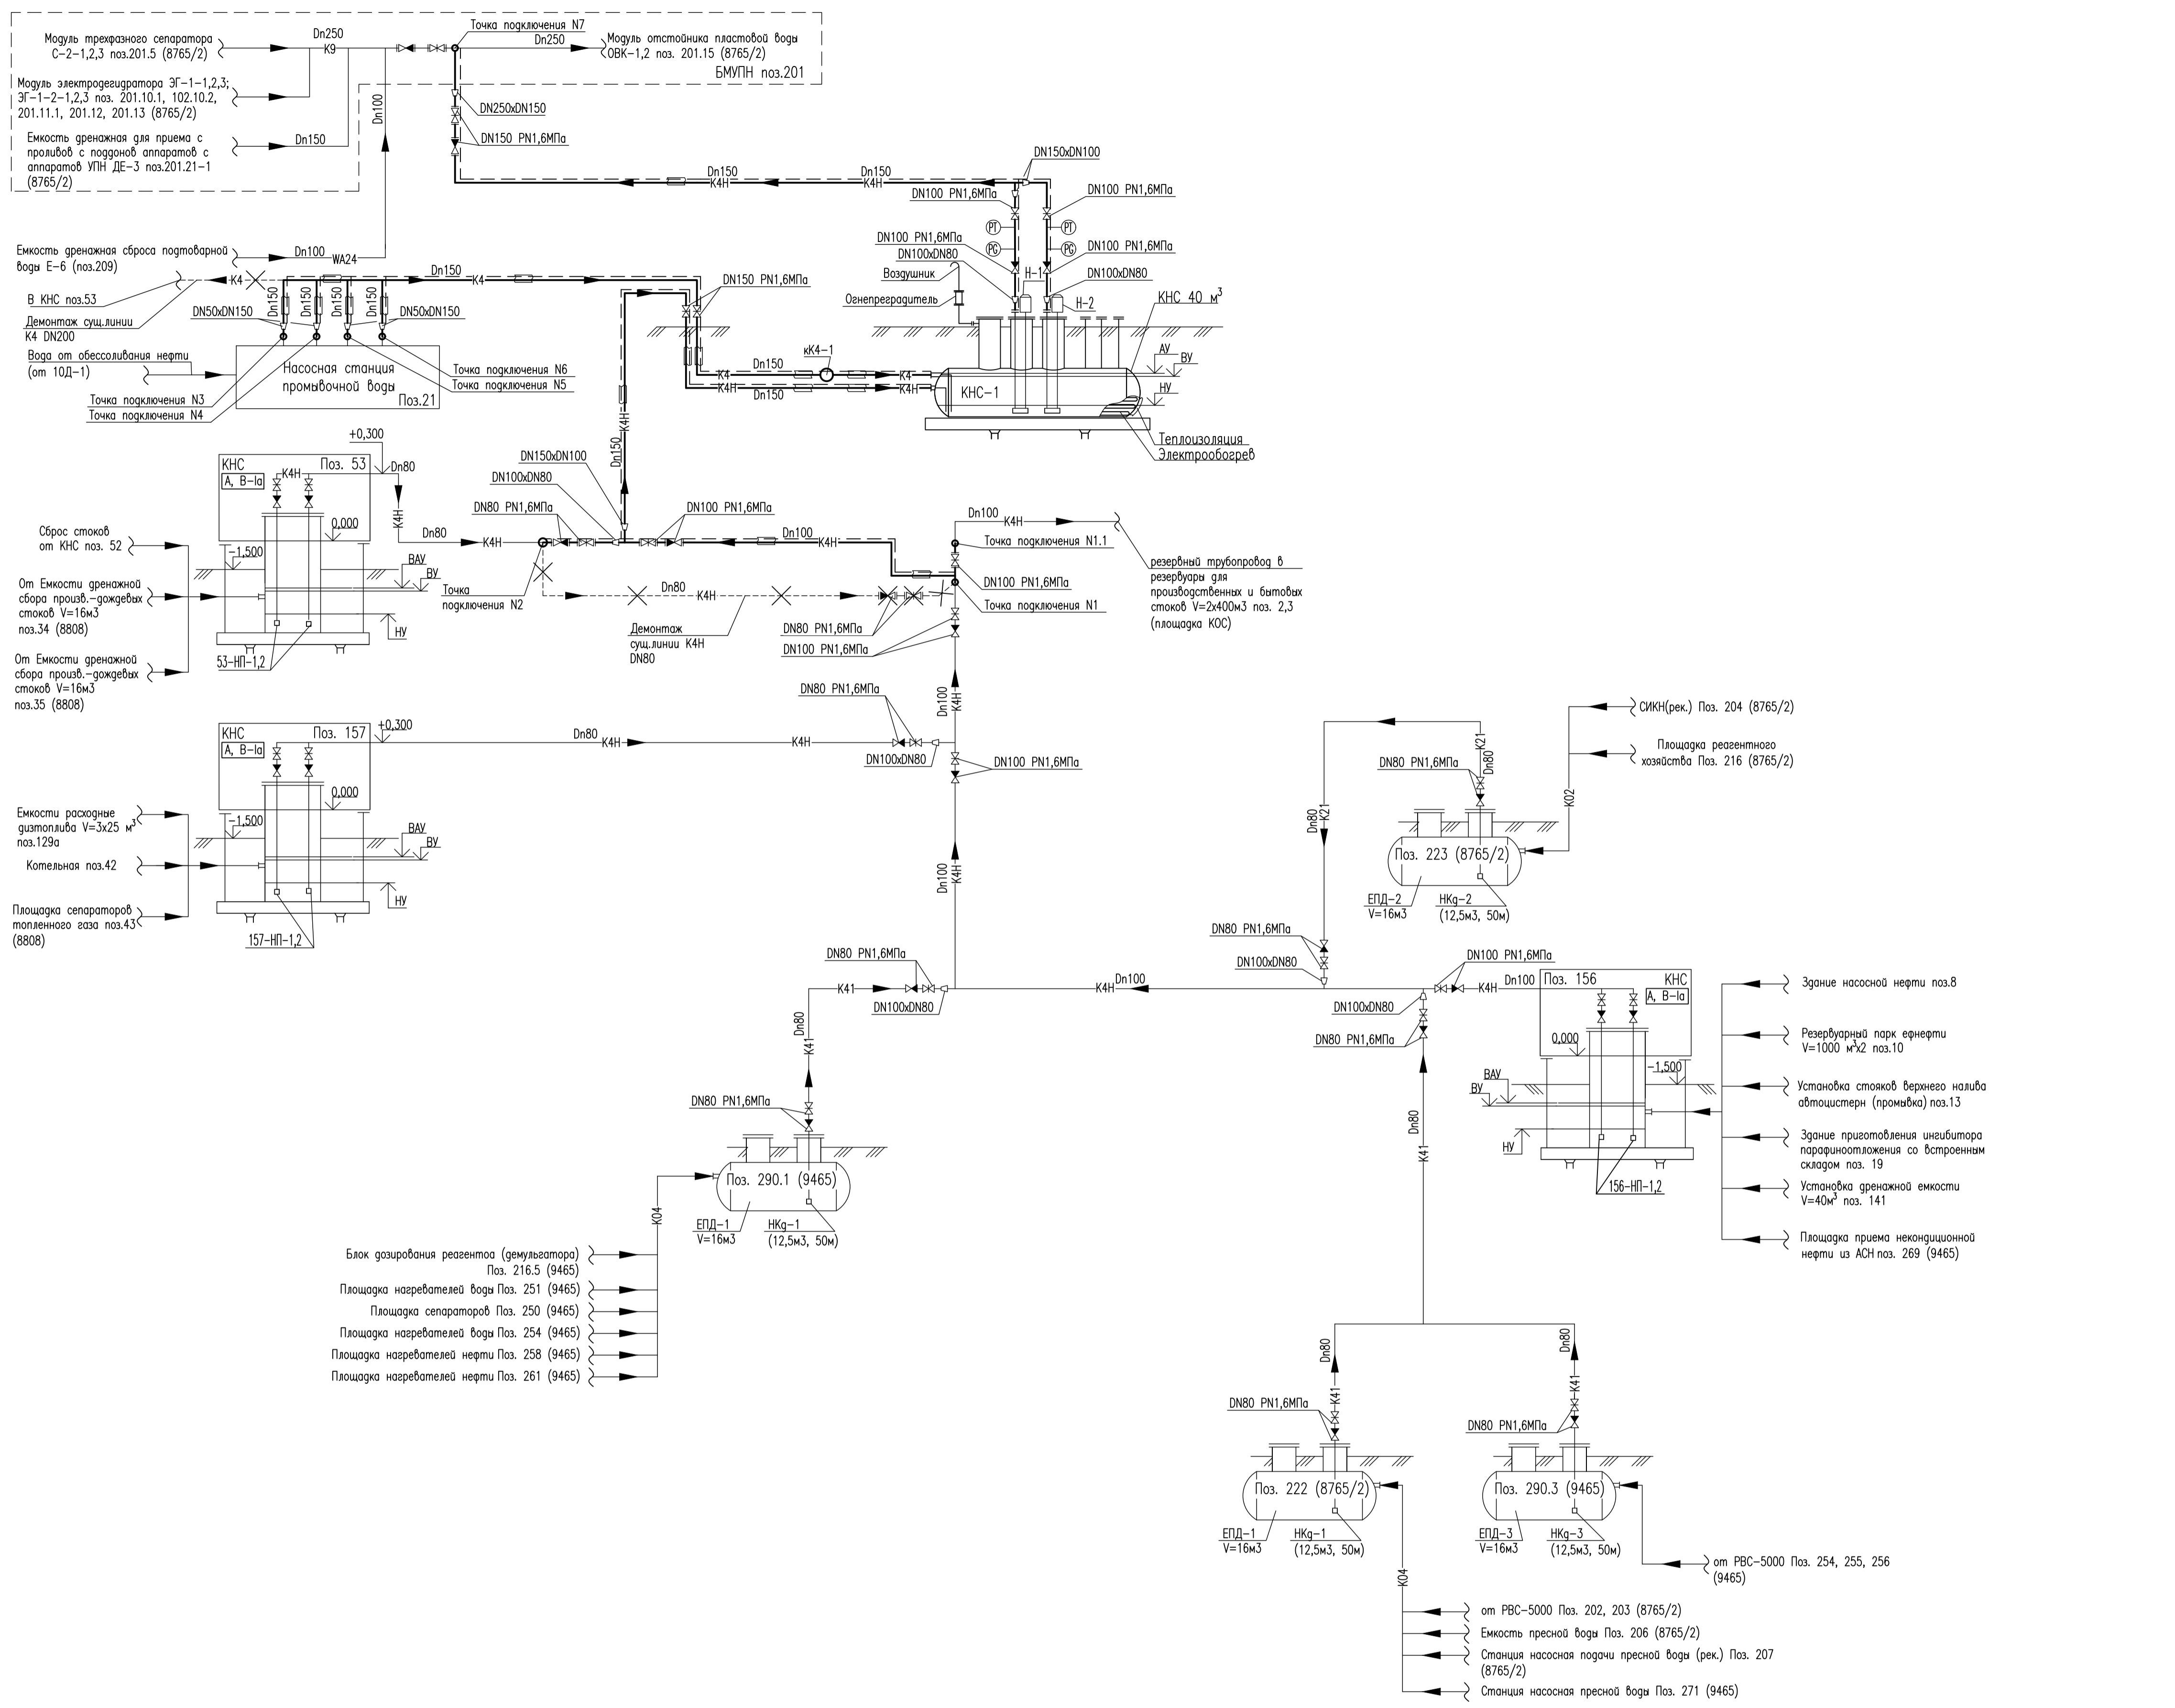 Модуль трехфазного сепаратора
С-2-1,2,3 поз.201.5 (8765/2)
Dn250
К9
Точка подключения N7
Dn250
Модуль отстойника пластовой воды
ОВК-1,2 поз. 201.15 (8765/2)
БМУПН поз.201
Модуль электродегидратора ЭГ-1-1,2,3;
ЭГ-1-2-1,2,3 поз. 201.10.1, 102.10.2,
201.11.1, 201.12, 201.13 (8765/2)
Dn100
Емкость дренажная для приема с
проливов с поддонов аппаратов с
аппаратов УПН ДЕ-3 поз.201.21-1
(8765/2)
Dn150
DN250xDN150
DN150 PN1,6МПа
Dn150
К4Н
Dn150
К4Н
DN150xDN100
DN100 PN1,6МПа
DN100 PN1,6МПа
PT
PT
PG
PG
DN100 PN1,6МПа
DN100xDN80
DN100 PN1,6МПа
DN100xDN80
Воздушник
Огнепреградитель
Н-1
Н-2
КНС 40 м3
АУ
ВУ
НУ
КНС-1
Теплоизоляция
Электрообогрев
Емкость дренажная сброса подтоварной
воды Е-6 (поз.209)
Dn100
WA24
К4
В КНС поз.53
Демонтаж сущ.линии
К4 DN200
Dn150
Dn150
Dn150
Dn150
Dn150
К4
DN50xDN150
DN50xDN150
DN150 PN1,6МПа
Вода от обессоливания нефти
(от 10Д-1)
Насосная станция
промывочной воды
Поз.21
Точка подключения N6
Точка подключения N5
Точка подключения N3
Точка подключения N4
кК4-1
Dn150
К4
К4
К4Н
К4Н
Dn150
К4Н
Dn150
+0,300
Dn80
КНС
Поз. 53
А, В-Iа
К4Н
К4Н
0,000
-1,500
ВАУ
ВУ
НУ
53-НП-1,2
Сброс стоков
от КНС поз. 52
От Емкости дренажной
сбора произв.-дождевых
стоков V=16м3
поз.34 (8808)
От Емкости дренажной
сбора произв.-дождевых
стоков V=16м3
поз.35 (8808)
Dn80
К4Н
DN150xDN100
DN100xDN80
DN80 PN1,6МПа
DN100 PN1,6МПа
Dn100
К4Н
Dn100
К4Н
Точка подключения N1.1
DN100 PN1,6МПа
Точка подключения N1
резервный трубопровод в
резервуары для
производственных и бытовых
стоков V=2х400м3 поз. 2,3
(площадка КОС)
Точка
подключения N2
Dn80
К4Н
Демонтаж
сущ.линии К4Н
DN80
DN80 PN1,6МПа
DN100 PN1,6МПа
DN80 PN1,6МПа
Dn100
К4Н
КНС
Поз. 157
А, В-Iа
+0,300
0,000
-1,500
ВАУ
ВУ
НУ
157-НП-1,2
Dn80
К4Н
К4Н
DN100xDN80
DN100 PN1,6МПа
Емкости расходные
дизтоплива V=3х25 м3
поз.129а
Котельная поз.42
Площадка сепараторов
топленного газа поз.43
(8808)
Dn100
К4Н
СИКН(рек.) Поз. 204 (8765/2)
Площадка реагентного
хозяйства Поз. 216 (8765/2)
К02
К21
Dn80
DN80 PN1,6МПа
Dn80
К21
Поз. 223 (8765/2)
ЕПД-2
V=16м3
НКд-2
(12,5м3, 50м)
DN80 PN1,6МПа
DN100xDN80
DN80 PN1,6МПа
К41
DN100xDN80
Dn100
К4Н
DN100 PN1,6МПа
К4Н
Dn100
DN100xDN80
DN80 PN1,6МПа
Поз. 156
КНС
А, В-Iа
0,000
-1,500
ВАУ
ВУ
НУ
156-НП-1,2
Здание насосной нефти поз.8
Резервуарный парк ефнефти
V=1000 м3х2 поз.10
Установка стояков верхнего налива
автоцистерн (промывка) поз.13
Здание приготовления ингибитора
парафиноотложения со встроенным
складом поз. 19
Установка дренажной емкости
V=40м3 поз. 141
Площадка приема некондиционной
нефти из АСН поз. 269 (9465)
Dn80
К41
DN80 PN1,6МПа
Поз. 290.1 (9465)
ЕПД-1
V=16м3
НКд-1
(12,5м3, 50м)
К04
Блок дозирования реагентоа (демульгатора)
Поз. 216.5 (9465)
Площадка нагревателей воды Поз. 251 (9465)
Площадка сепараторов Поз. 250 (9465)
Площадка нагревателей воды Поз. 254 (9465)
Площадка нагревателей нефти Поз. 258 (9465)
Площадка нагревателей нефти Поз. 261 (9465)
Dn80
К41
Dn80
К41
DN80 PN1,6МПа
Dn80
К41
DN80 PN1,6МПа
Поз. 222 (8765/2)
ЕПД-1
V=16м3
НКд-1
(12,5м3, 50м)
Поз. 290.3 (9465)
ЕПД-3
V=16м3
НКд-3
(12,5м3, 50м)
от РВС-5000 Поз. 254, 255, 256
(9465)
К04
от РВС-5000 Поз. 202, 203 (8765/2)
Емкость пресной воды Поз. 206 (8765/2)
Станция насосная подачи пресной воды (рек.) Поз. 207
(8765/2)
Станция насосная пресной воды Поз. 271 (9465)